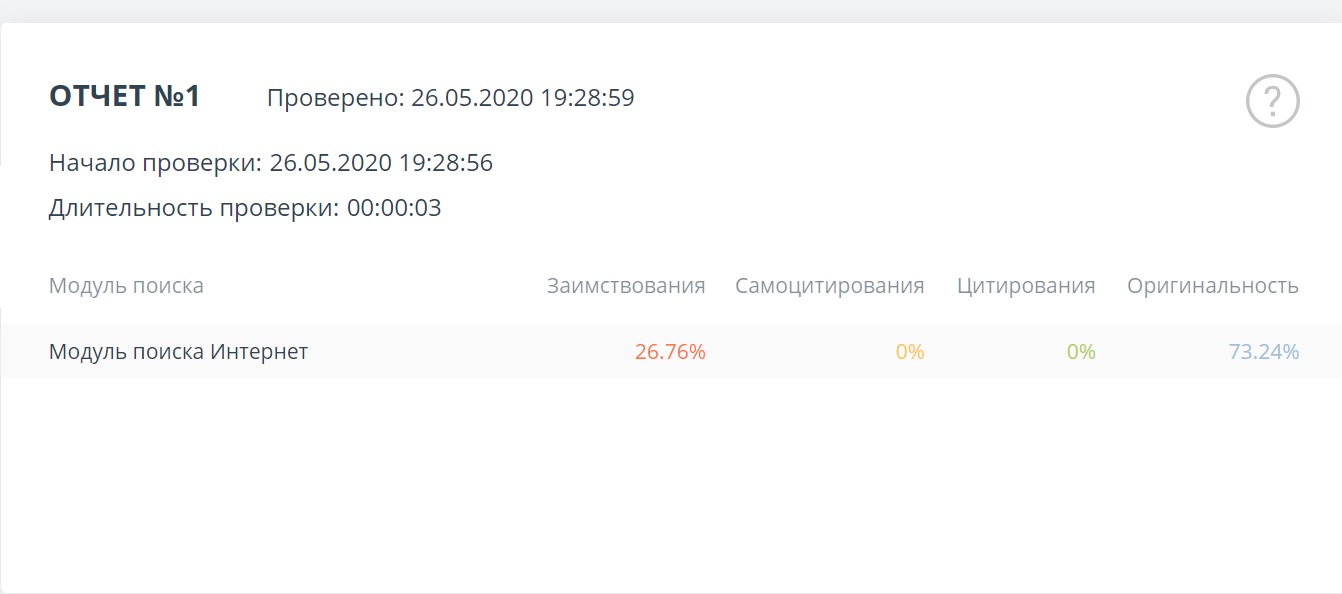 ОТЧЕТ №1 Проверено: 26.05.2020 19:28:59
?
Начало проверки: 26.05.2020 19:28:56
Длительность проверки: 00:00:03
Модуль поиска Заимствования Самоцитирования Цитирования Оригинальность
Модуль поиска Интернет 26.76% 0% 0% 73.24%